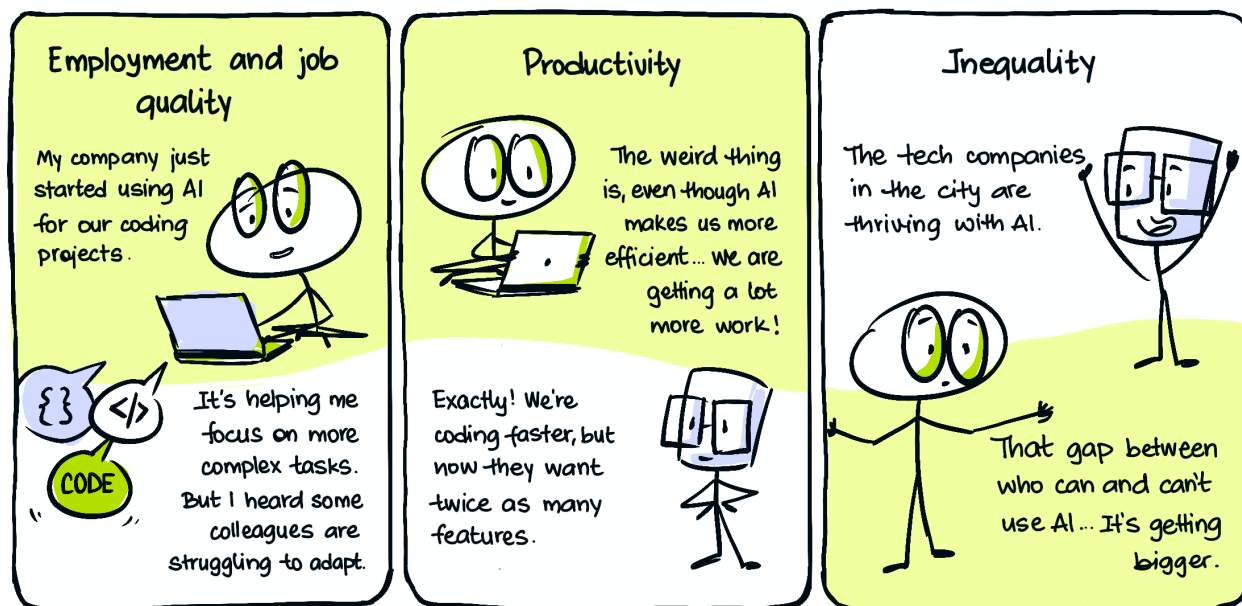 Employment and job
quality
My company just
started using AI
for our coding
projects.
{ }
</>
CODE
It's helping me
focus on more
complex tasks.
But I heard some
colleagues are
struggling to adapt.
Productivity
The weird thing
is, even though AI
makes us more
efficient... we are
getting a lot
more work!
Exactly! We're
coding faster, but
now they want
twice as many
features.
Inequality
The tech companies
in the city are
thriving with AI.
That gap between
who can and can't
use AI... It's getting
bigger.